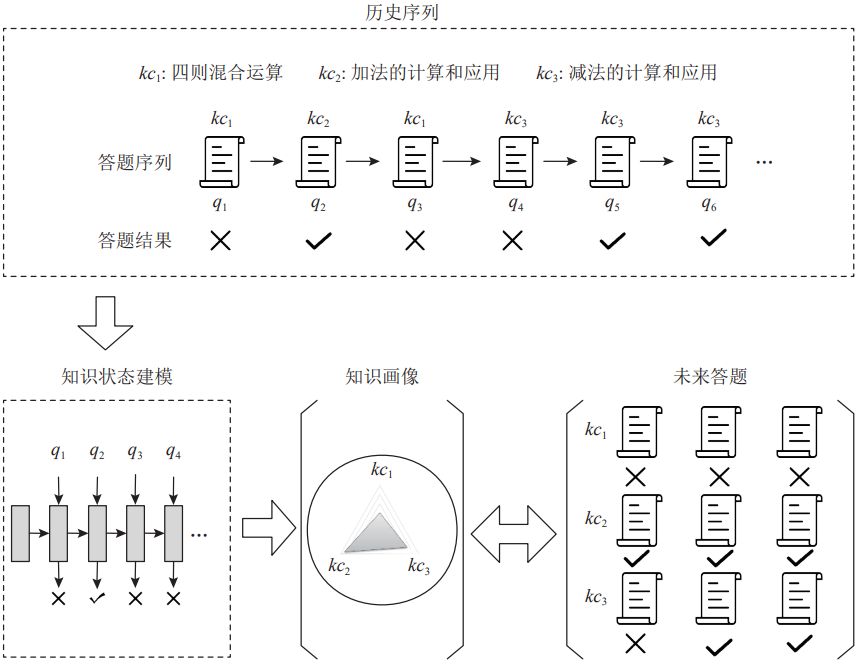 历史序列
kc1: 四则混合运算 kc2: 加法的计算和应用 kc3: 减法的计算和应用
kc1 kc2 kc1 kc3 kc3 kc3
答题序列 ...
q1 q2 q3 q4 q5 q6
答题结果
知识状态建模
q1 q2 q3 q4
...
知识画像
kc1
kc2 kc3
未来答题
kc1
kc2
kc3